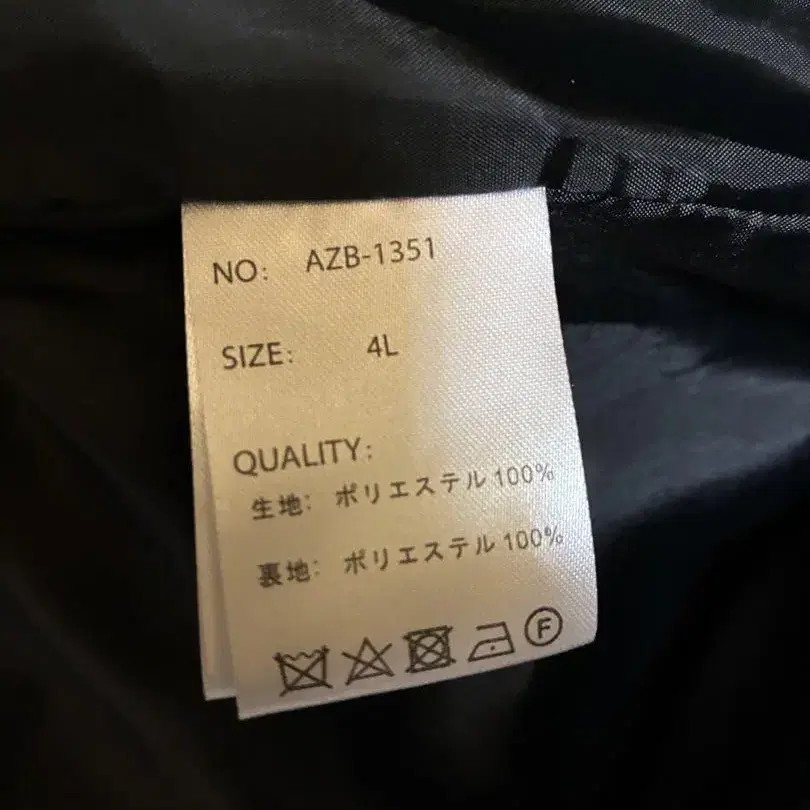 NO: AZB-1351
SIZE: 4L
QUALITY:
生地: ポリエステル 100%
裏地: ポリエステル 100%
F